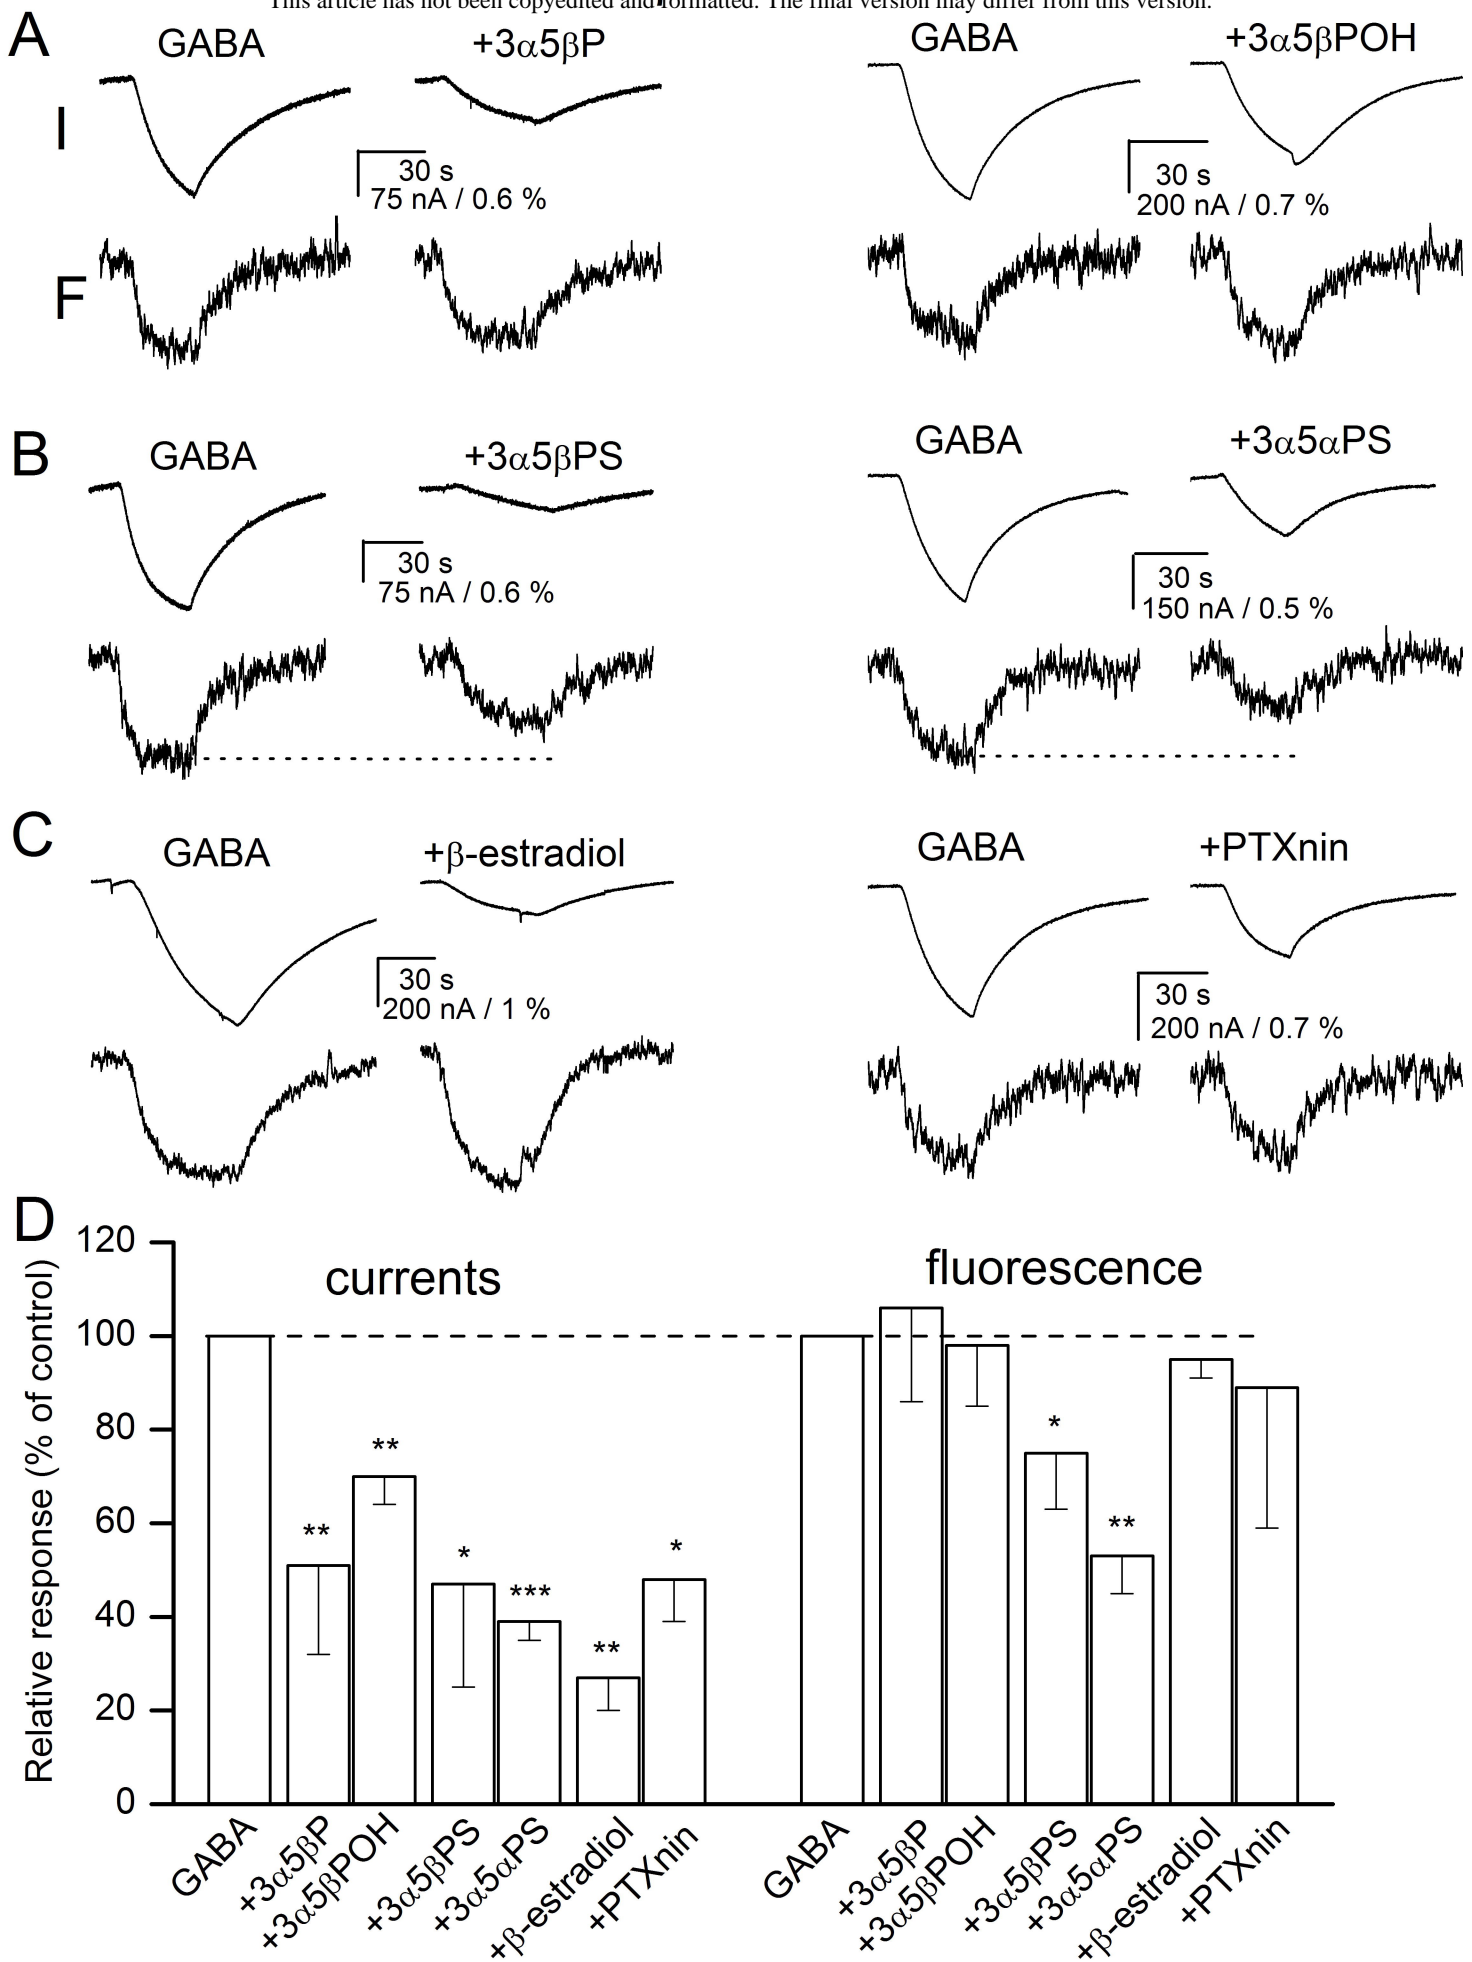 This article has not been copyedited and formatted. The final version may differ from this version.
A
GABA
+3α5βP
GABA
+3α5βPOH
I
30 s
75 nA / 0.6 %
30 s
200 nA / 0.7 %
F
B
GABA
+3α5βPS
GABA
+3α5αPS
30 s
75 nA / 0.6 %
30 s
150 nA / 0.5 %
C
GABA
+β-estradiol
GABA
+PTXnin
30 s
200 nA / 1 %
30 s
200 nA / 0.7 %
D
Relative response (% of control)
120
100
80
60
40
20
0
currents
fluorescence
**
**
*
***
**
*
*
**
GABA
+3α5βP
+3α5βPOH
+3α5βPS
+3α5αPS
+β-estradiol
+PTXnin
GABA
+3α5βP
+3α5βPOH
+3α5βPS
+3α5αPS
+β-estradiol
+PTXnin